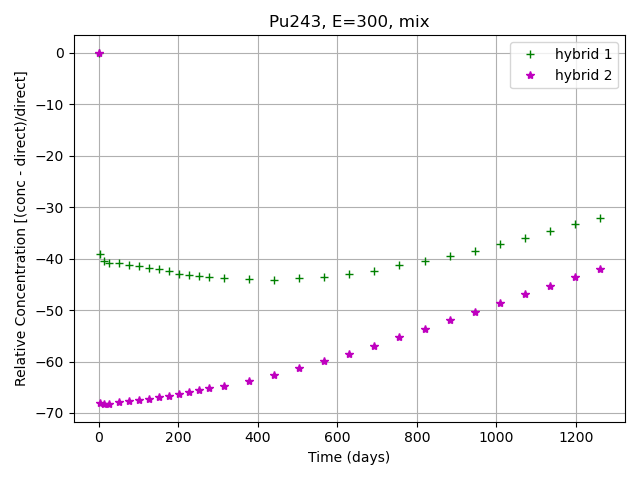 Pu243, E=300, mix
hybrid 1
hybrid 2
Relative Concentration [(conc - direct)/direct]
0
−10
−20
−30
−40
−50
−60
−70
0 200 400 600 800 1000 1200
Time (days)